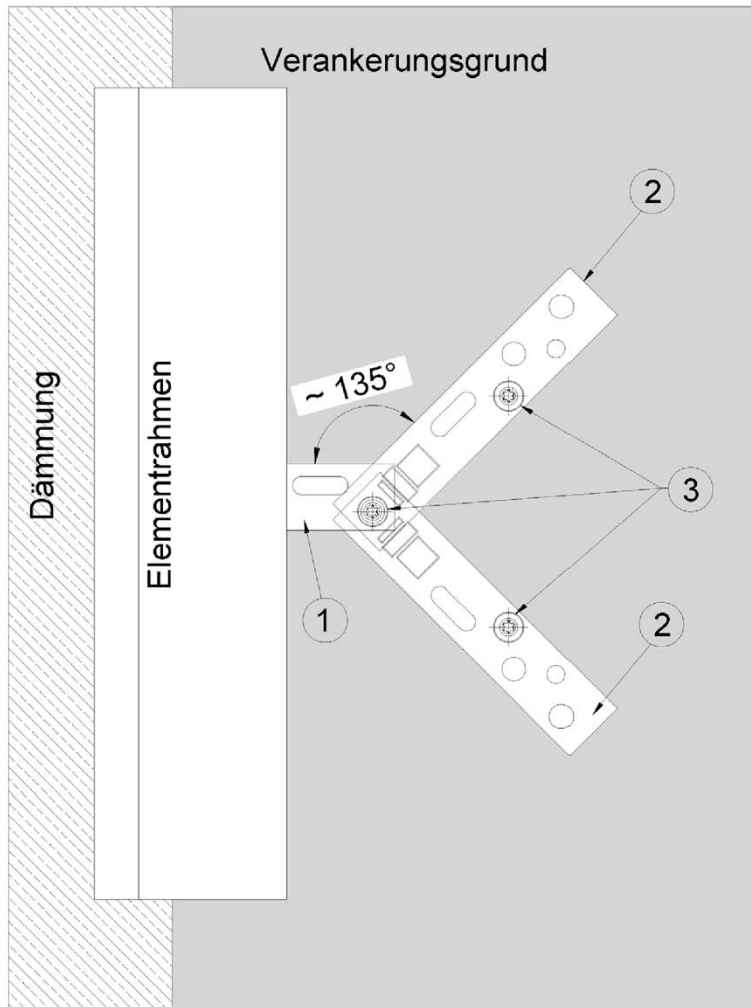 Verankerungsgrund
2
~ 135°
Dämmung
Elementrahmen
3
1
2